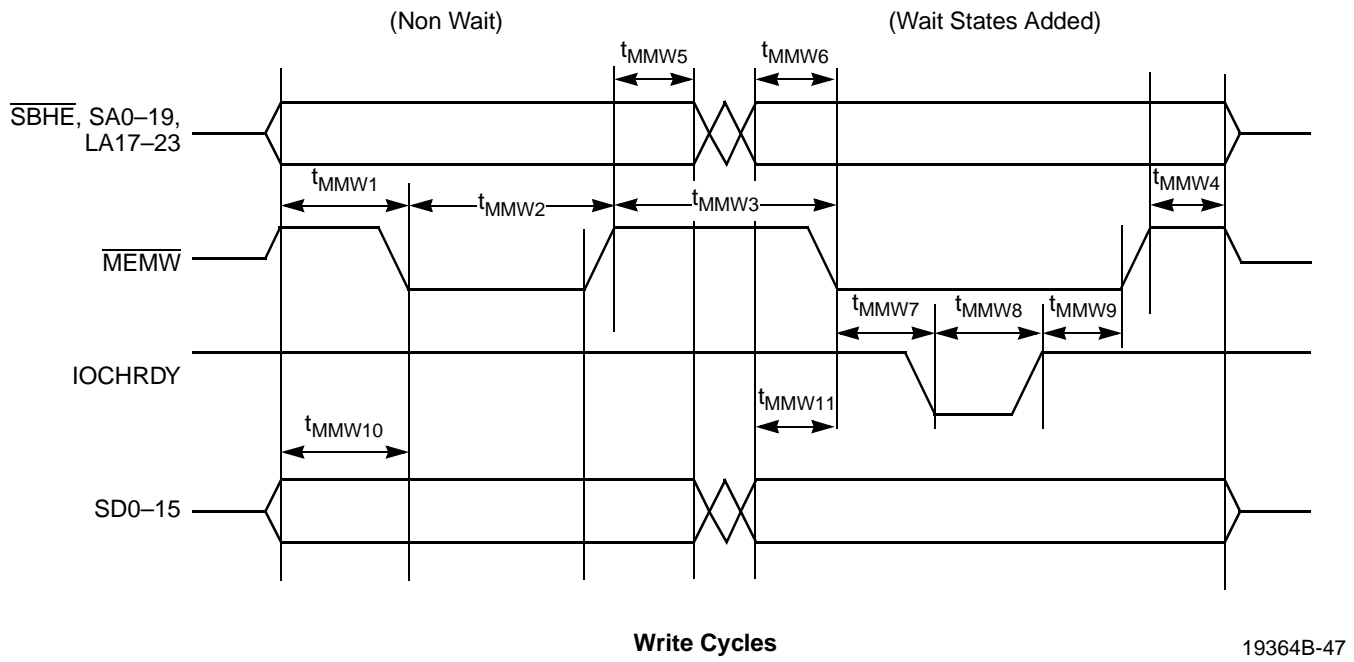 (Non Wait) (Wait States Added)
tMMW5 tMMW6
SBHE, SA0–19,
LA17–23
tMMW1 tMMW2 tMMW3 tMMW4
MEMW
tMMW7 tMMW8 tMMW9
IOCHRDY
tMMW10 tMMW11
SD0–15
Write Cycles
19364B-47